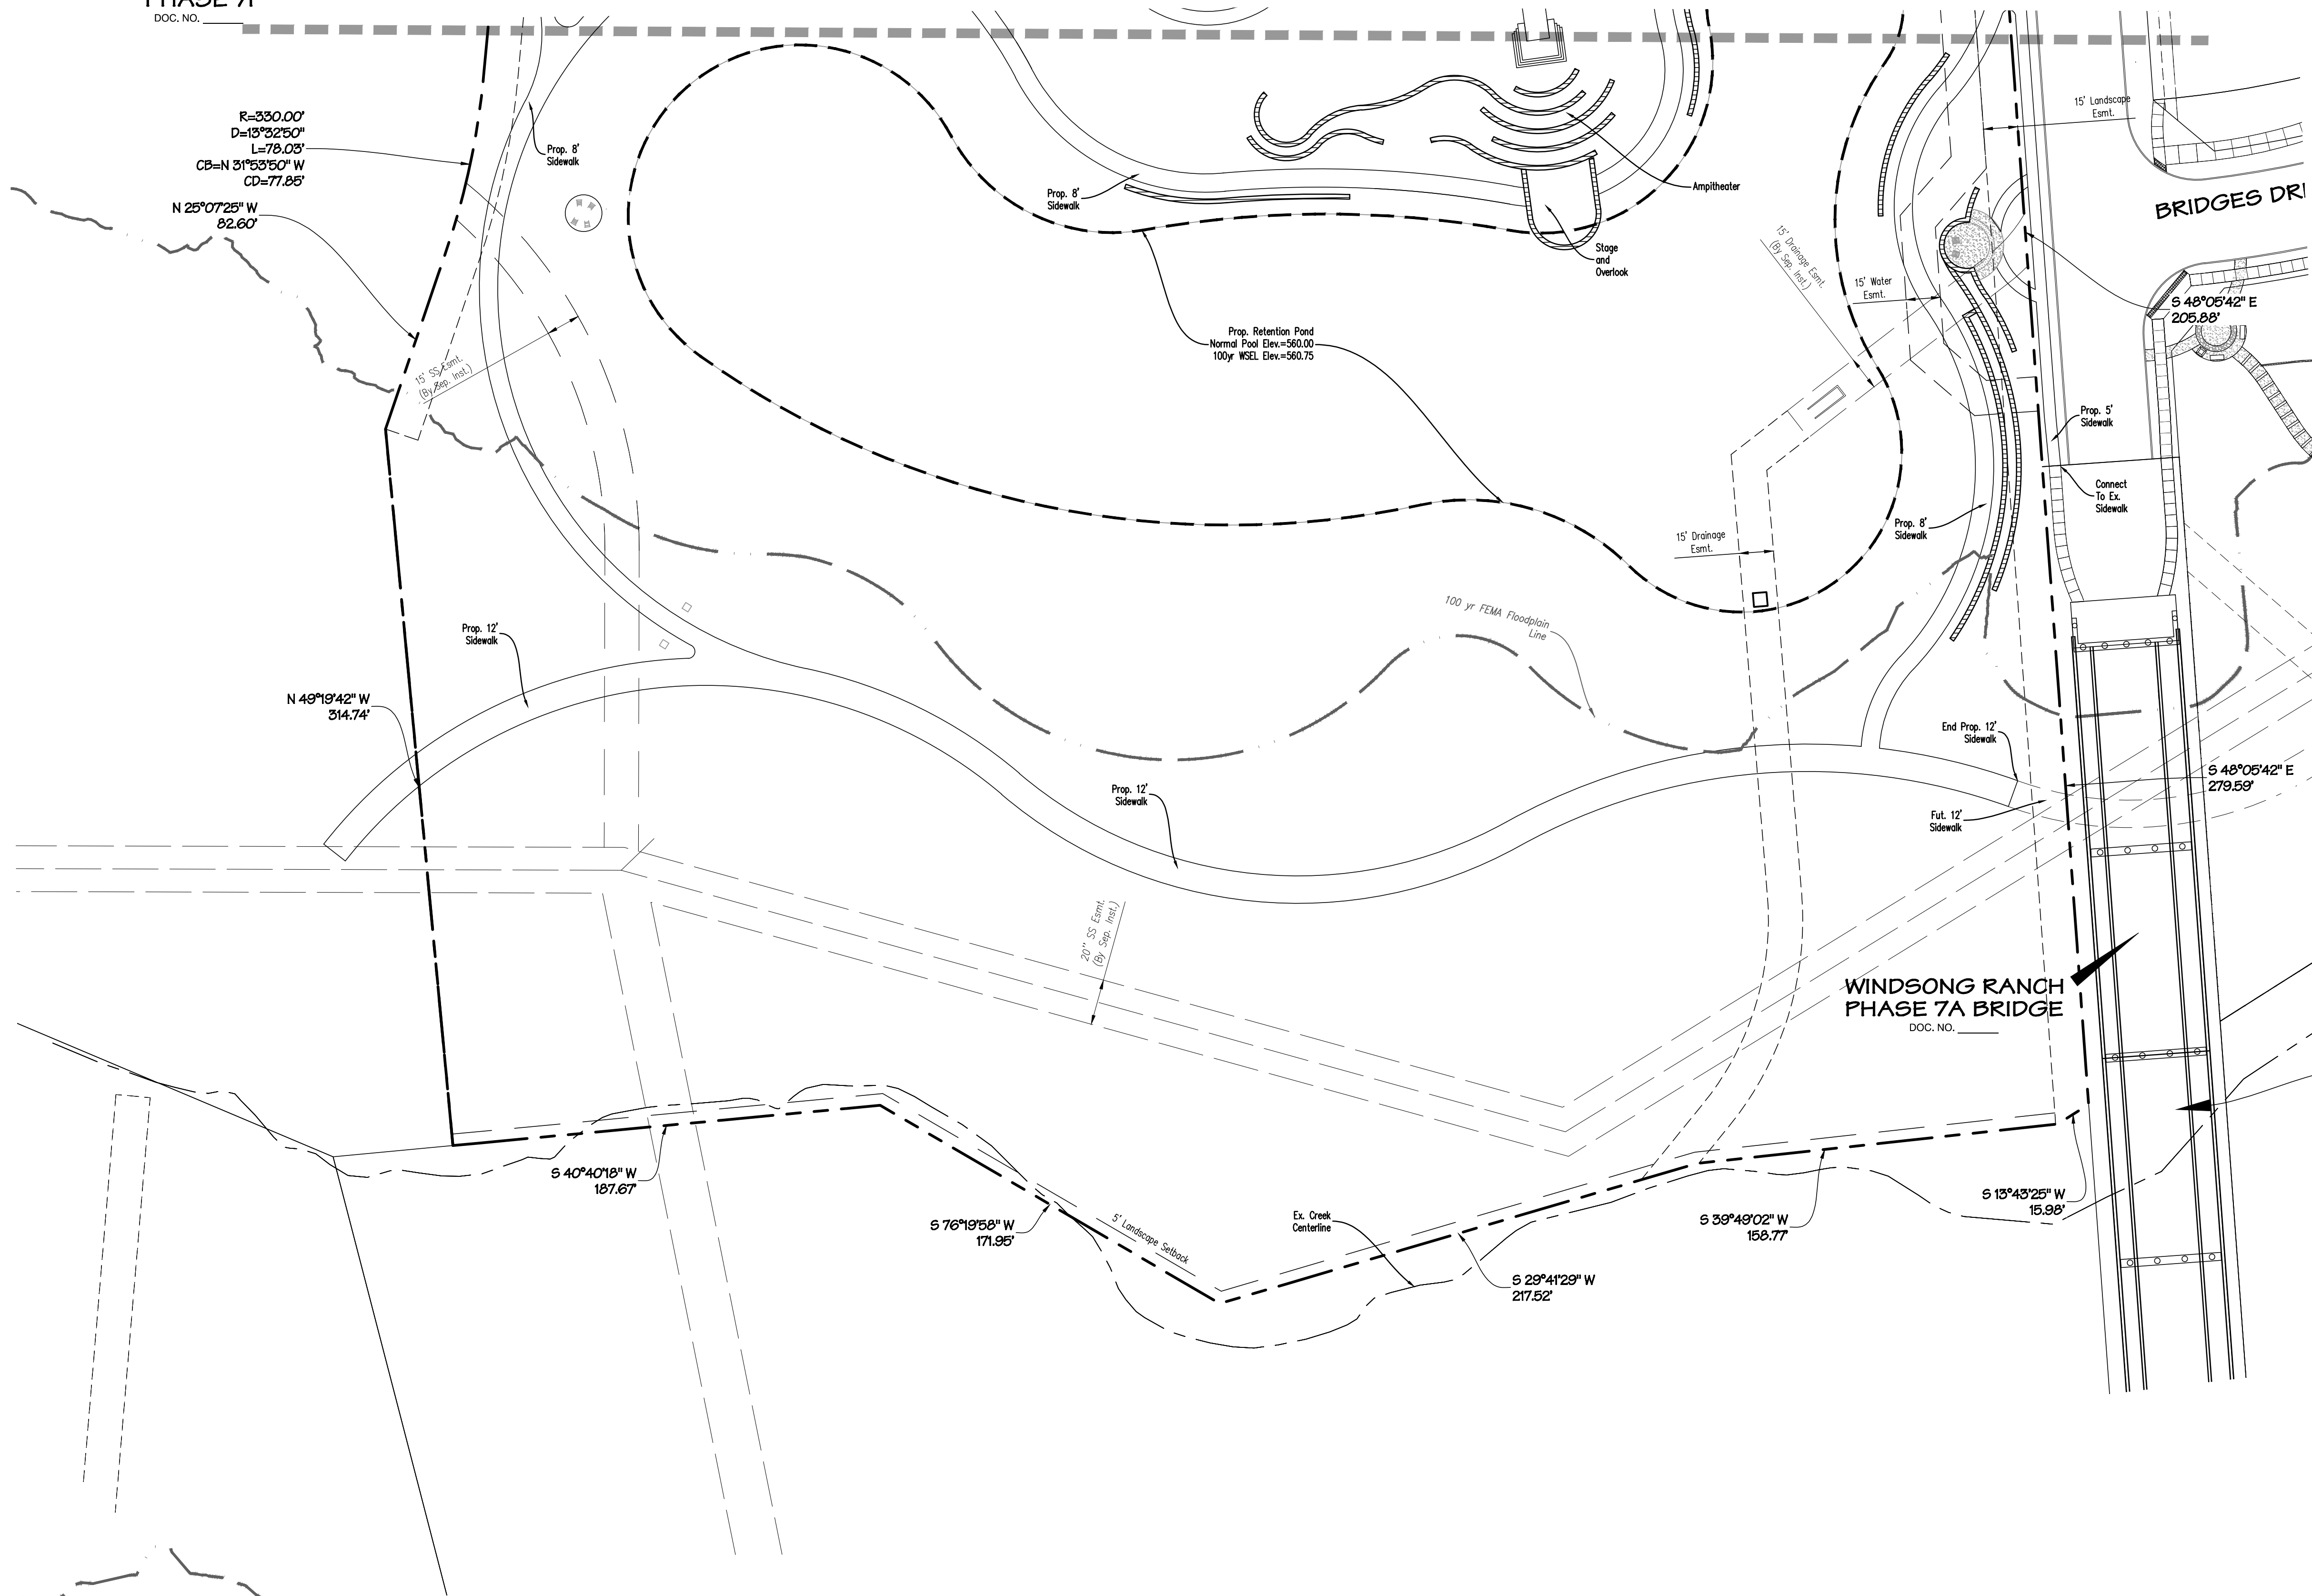 PHASE 7I
DOC. NO. ______
R=330.00'
D=13°32'50"
L=78.03'
CB=N 31°53'50" W
CD=77.85'
N 25°07'25" W
82.60'
Prop. 8'
Sidewalk
Prop. 8'
Sidewalk
Ampitheater
Stage
and
Overlook
15' Landscape
Esmt.
BRIDGES DRI
15' Drainage Esmt.
(By Sep. Inst.)
15' Water
Esmt.
S 48°05'42" E
205.88'
Prop. Retention Pond
Normal Pool Elev.=560.00
100yr WSEL Elev.=560.75
15' SS Esmt.
(By Sep. Inst.)
Prop. 5'
Sidewalk
Connect
To Ex.
Sidewalk
Prop. 8'
Sidewalk
15' Drainage
Esmt.
100 yr FEMA Floodplain
Line
Prop. 12'
Sidewalk
N 49°19'42" W
314.74'
End Prop. 12'
Sidewalk
S 48°05'42" E
279.59'
Prop. 12'
Sidewalk
Fut. 12'
Sidewalk
20" SS Esmt.
(By Sep. Inst.)
WINDSONG RANCH
PHASE 7A BRIDGE
DOC. NO. ______
S 40°40'18" W
187.67'
S 76°19'58" W
171.95'
5' Landscape Setback
Ex. Creek
Centerline
S 29°41'29" W
217.52'
S 39°49'02" W
158.77'
S 13°43'25" W
15.98'